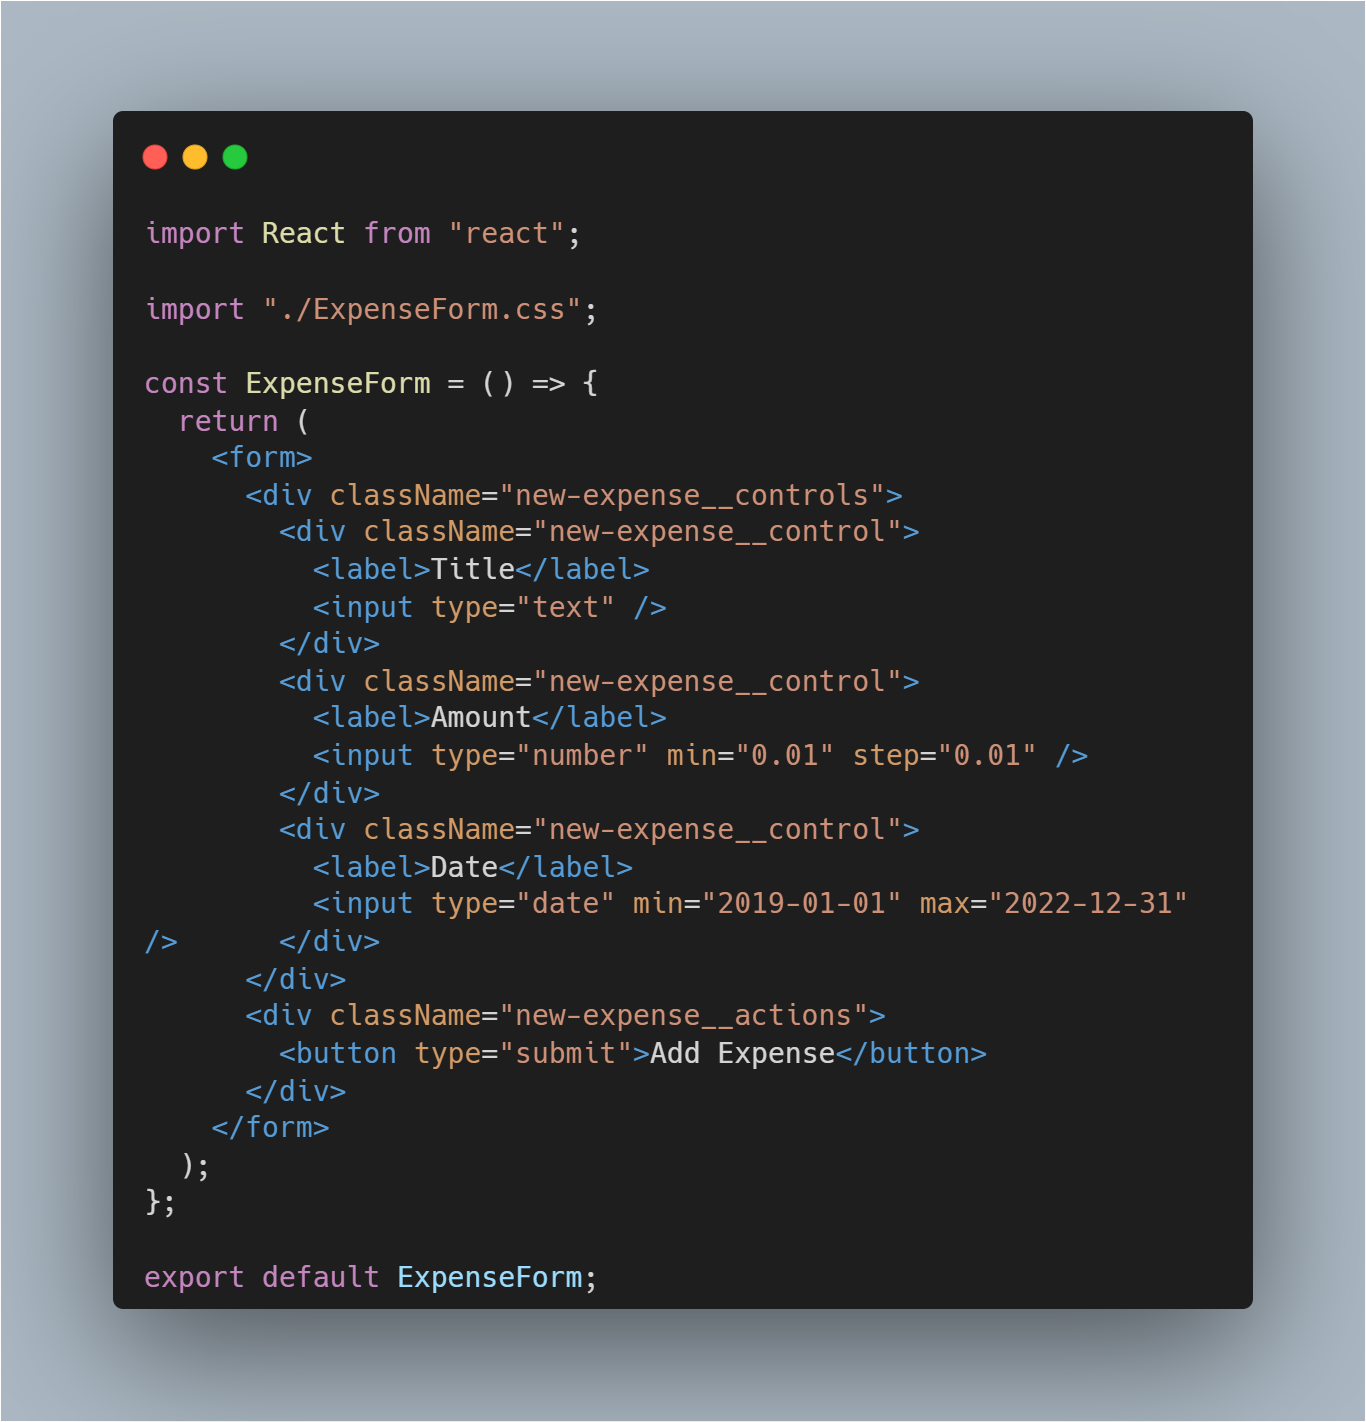 import React from "react";

import "./ExpenseForm.css";

const ExpenseForm = () => {
  return (
    <form>
      <div className="new-expense__controls">
        <div className="new-expense__control">
          <label>Title</label>
          <input type="text" />
        </div>
        <div className="new-expense__control">
          <label>Amount</label>
          <input type="number" min="0.01" step="0.01" />
        </div>
        <div className="new-expense__control">
          <label>Date</label>
          <input type="date" min="2019-01-01" max="2022-12-31"
/>      </div>
      </div>
      <div className="new-expense__actions">
        <button type="submit">Add Expense</button>
      </div>
    </form>
  );
};

export default ExpenseForm;